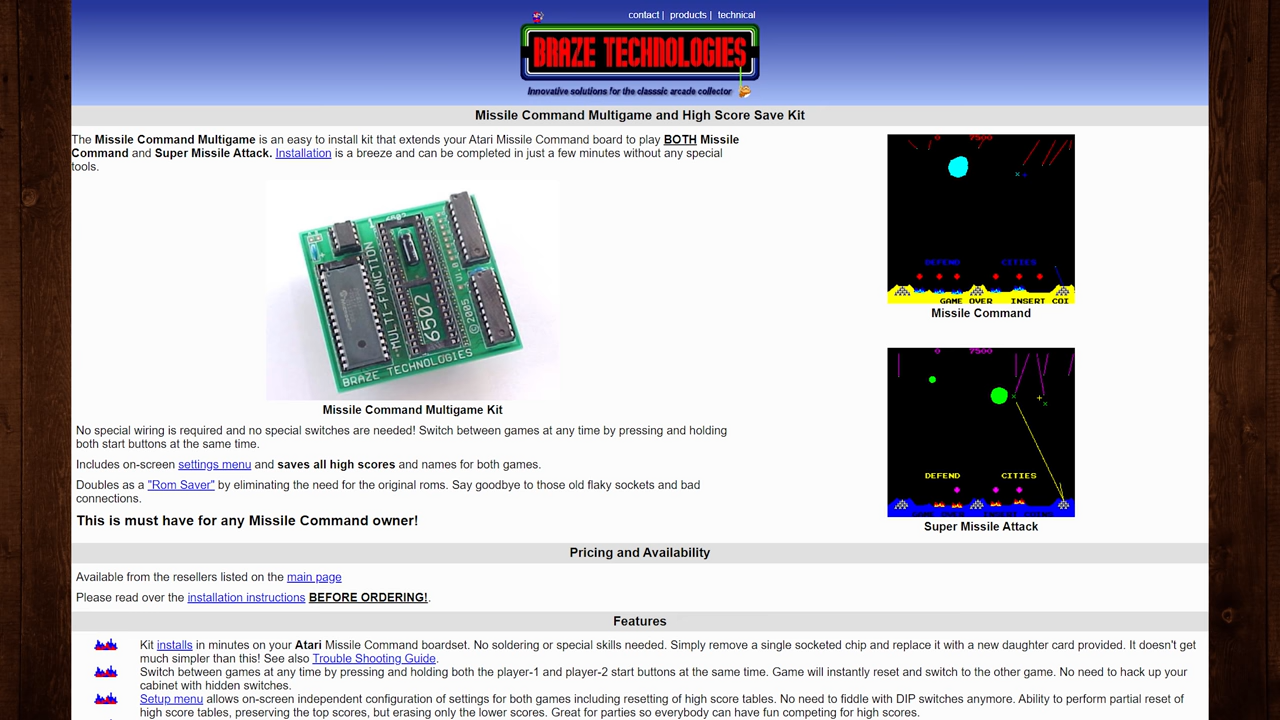 contact | products | technical
BRAZE TECHNOLOGIES
Innovative solutions for the classsic arcade collector
Missile Command Multigame and High Score Save Kit
The Missile Command Multigame is an easy to install kit that extends your Atari Missile Command board to play BOTH Missile
Command and Super Missile Attack. Installation is a breeze and can be completed in just a few minutes without any special
tools.
6502
MULTI-FUNCTION
6502
V1.0
©2005
BRAZE TECHNOLOGIES
Missile Command Multigame Kit
No special wiring is required and no special switches are needed! Switch between games at any time by pressing and holding
both start buttons at the same time.
Includes on-screen settings menu and saves all high scores and names for both games.
Doubles as a "Rom Saver" by eliminating the need for the original roms. Say goodbye to those old flaky sockets and bad
connections.
This is must have for any Missile Command owner!
0 7500
DEFEND CITIES
GAME OVER INSERT COI
Missile Command
0 7500
DEFEND CITIES
GAME OVER INSERT COINS
Super Missile Attack
Pricing and Availability
Available from the resellers listed on the main page
Please read over the installation instructions BEFORE ORDERING!.
Features
Kit installs in minutes on your Atari Missile Command boardset. No soldering or special skills needed. Simply remove a single socketed chip and replace it with a new daughter card provided. It doesn't get
much simpler than this! See also Trouble Shooting Guide.
Switch between games at any time by pressing and holding both the player-1 and player-2 start buttons at the same time. Game will instantly reset and switch to the other game. No need to hack up your
cabinet with hidden switches.
Setup menu allows on-screen independent configuration of settings for both games including resetting of high score tables. No need to fiddle with DIP switches anymore. Ability to perform partial reset of
high score tables, preserving the top scores, but erasing only the lower scores. Great for parties so everybody can have fun competing for high scores.